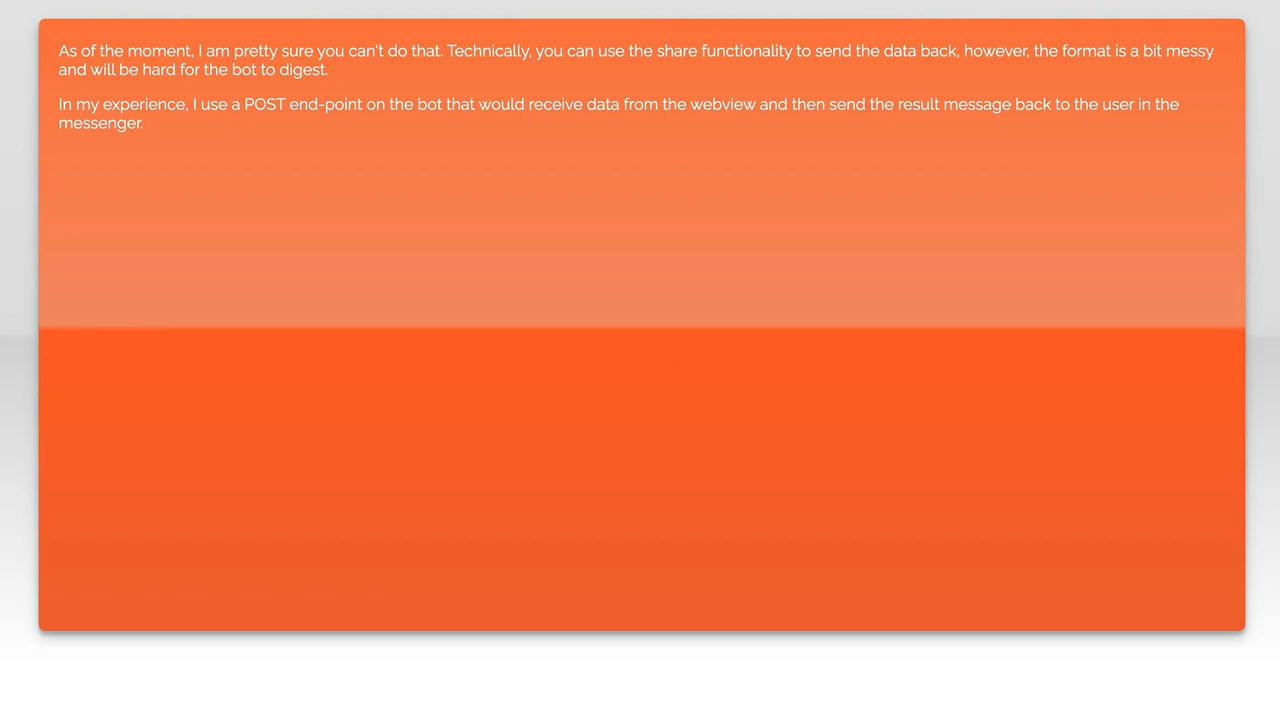 As of the moment, I am pretty sure you can't do that. Technically, you can use the share functionality to send the data back, however, the format is a bit messy
and will be hard for the bot to digest.
In my experience, I use a POST end-point on the bot that would receive data from the webview and then send the result message back to the user in the
messenger.